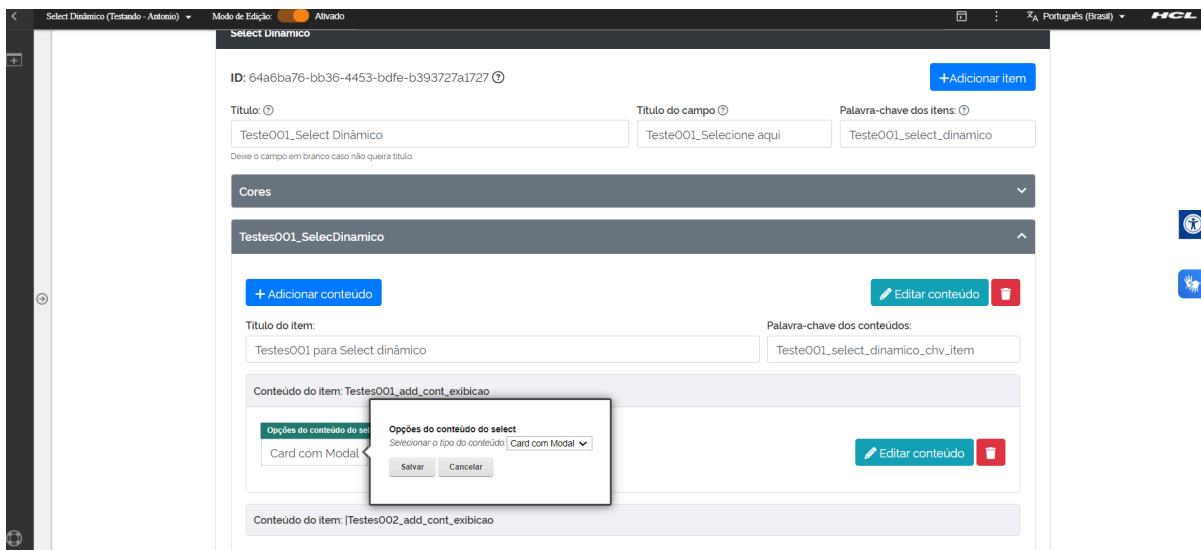 Select Dinâmico (Testando - Antonio) Modo de Edição: Ativado Português (Brasil) HCL
Select Dinâmico
ID: 64a6ba76-bb36-4453-bdfe-b393727a1727
+Adicionar item
Título: Título do campo Palavra-chave dos itens:
Teste001_Select Dinâmico Teste001_Selecione aqui Teste001_select_dinamico
Deixe o campo em branco caso não queira título.
Cores
Testes001_SelecDinamico
+ Adicionar conteúdo Editar conteúdo
Título do item: Palavra-chave dos conteúdos:
Testes001 para Select dinâmico Teste001_select_dinamico_chv_item
Conteúdo do item: Testes001_add_cont_exibicao
Opções do conteúdo do sel
Card com Modal
Opções do conteúdo do select
Selecionar o tipo do conteúdo: Card com Modal
Salvar Cancelar
Editar conteúdo
Conteúdo do item: |Testes002_add_cont_exibicao